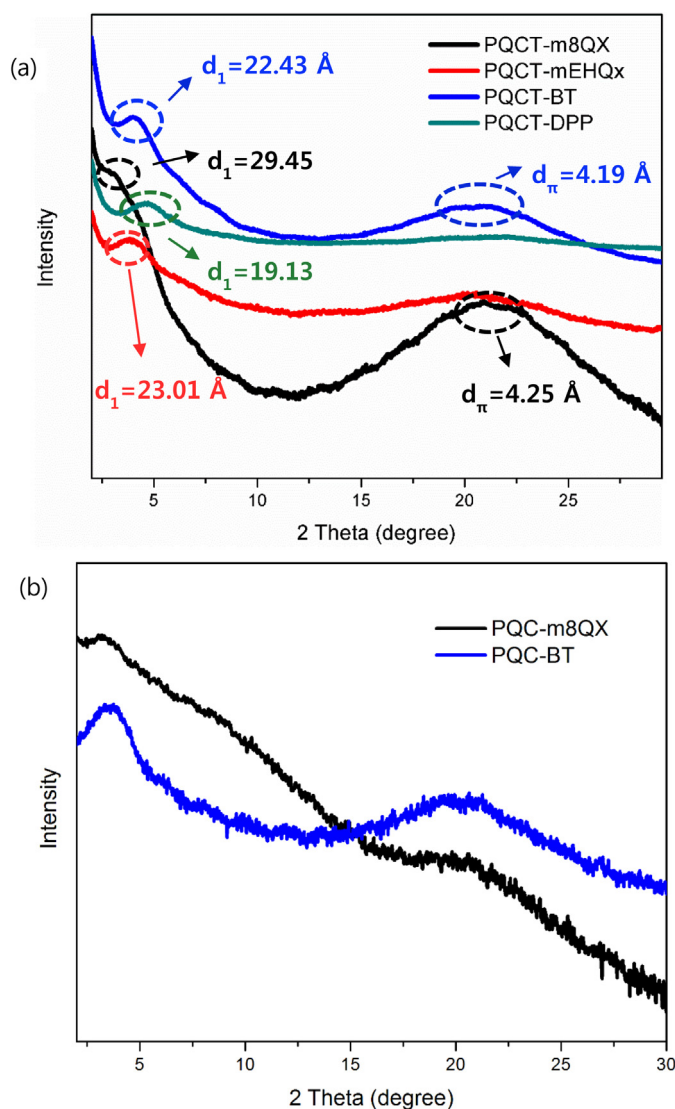 (a)
PQCT-m8QX
PQCT-mEHQx
PQCT-BT
PQCT-DPP
d1=22.43 Å
d1=29.45
dπ=4.19 Å
d1=19.13
d1=23.01 Å
dπ=4.25 Å
Intensity
5 10 15 20 25
2 Theta (degree)
(b)
PQC-m8QX
PQC-BT
Intensity
5 10 15 20 25 30
2 Theta (degree)